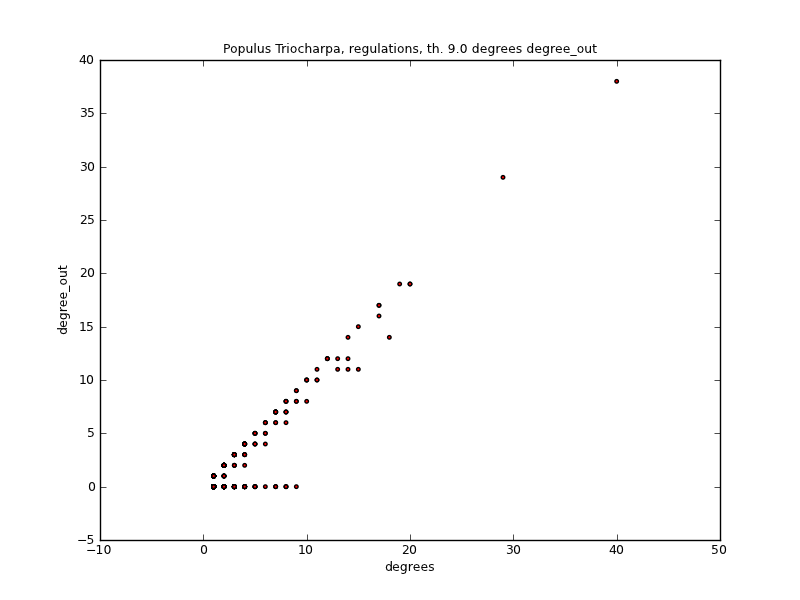 Populus Triocharpa, regulations, th. 9.0 degrees degree_out
40
35
30
25
20
15
10
5
0
−5
degree_out
−10 0 10 20 30 40 50
degrees